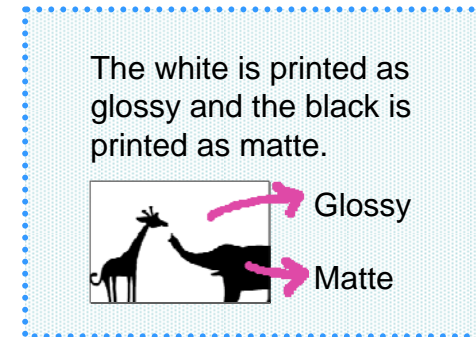 The white is printed as
glossy and the black is
printed as matte.
Glossy
Matte